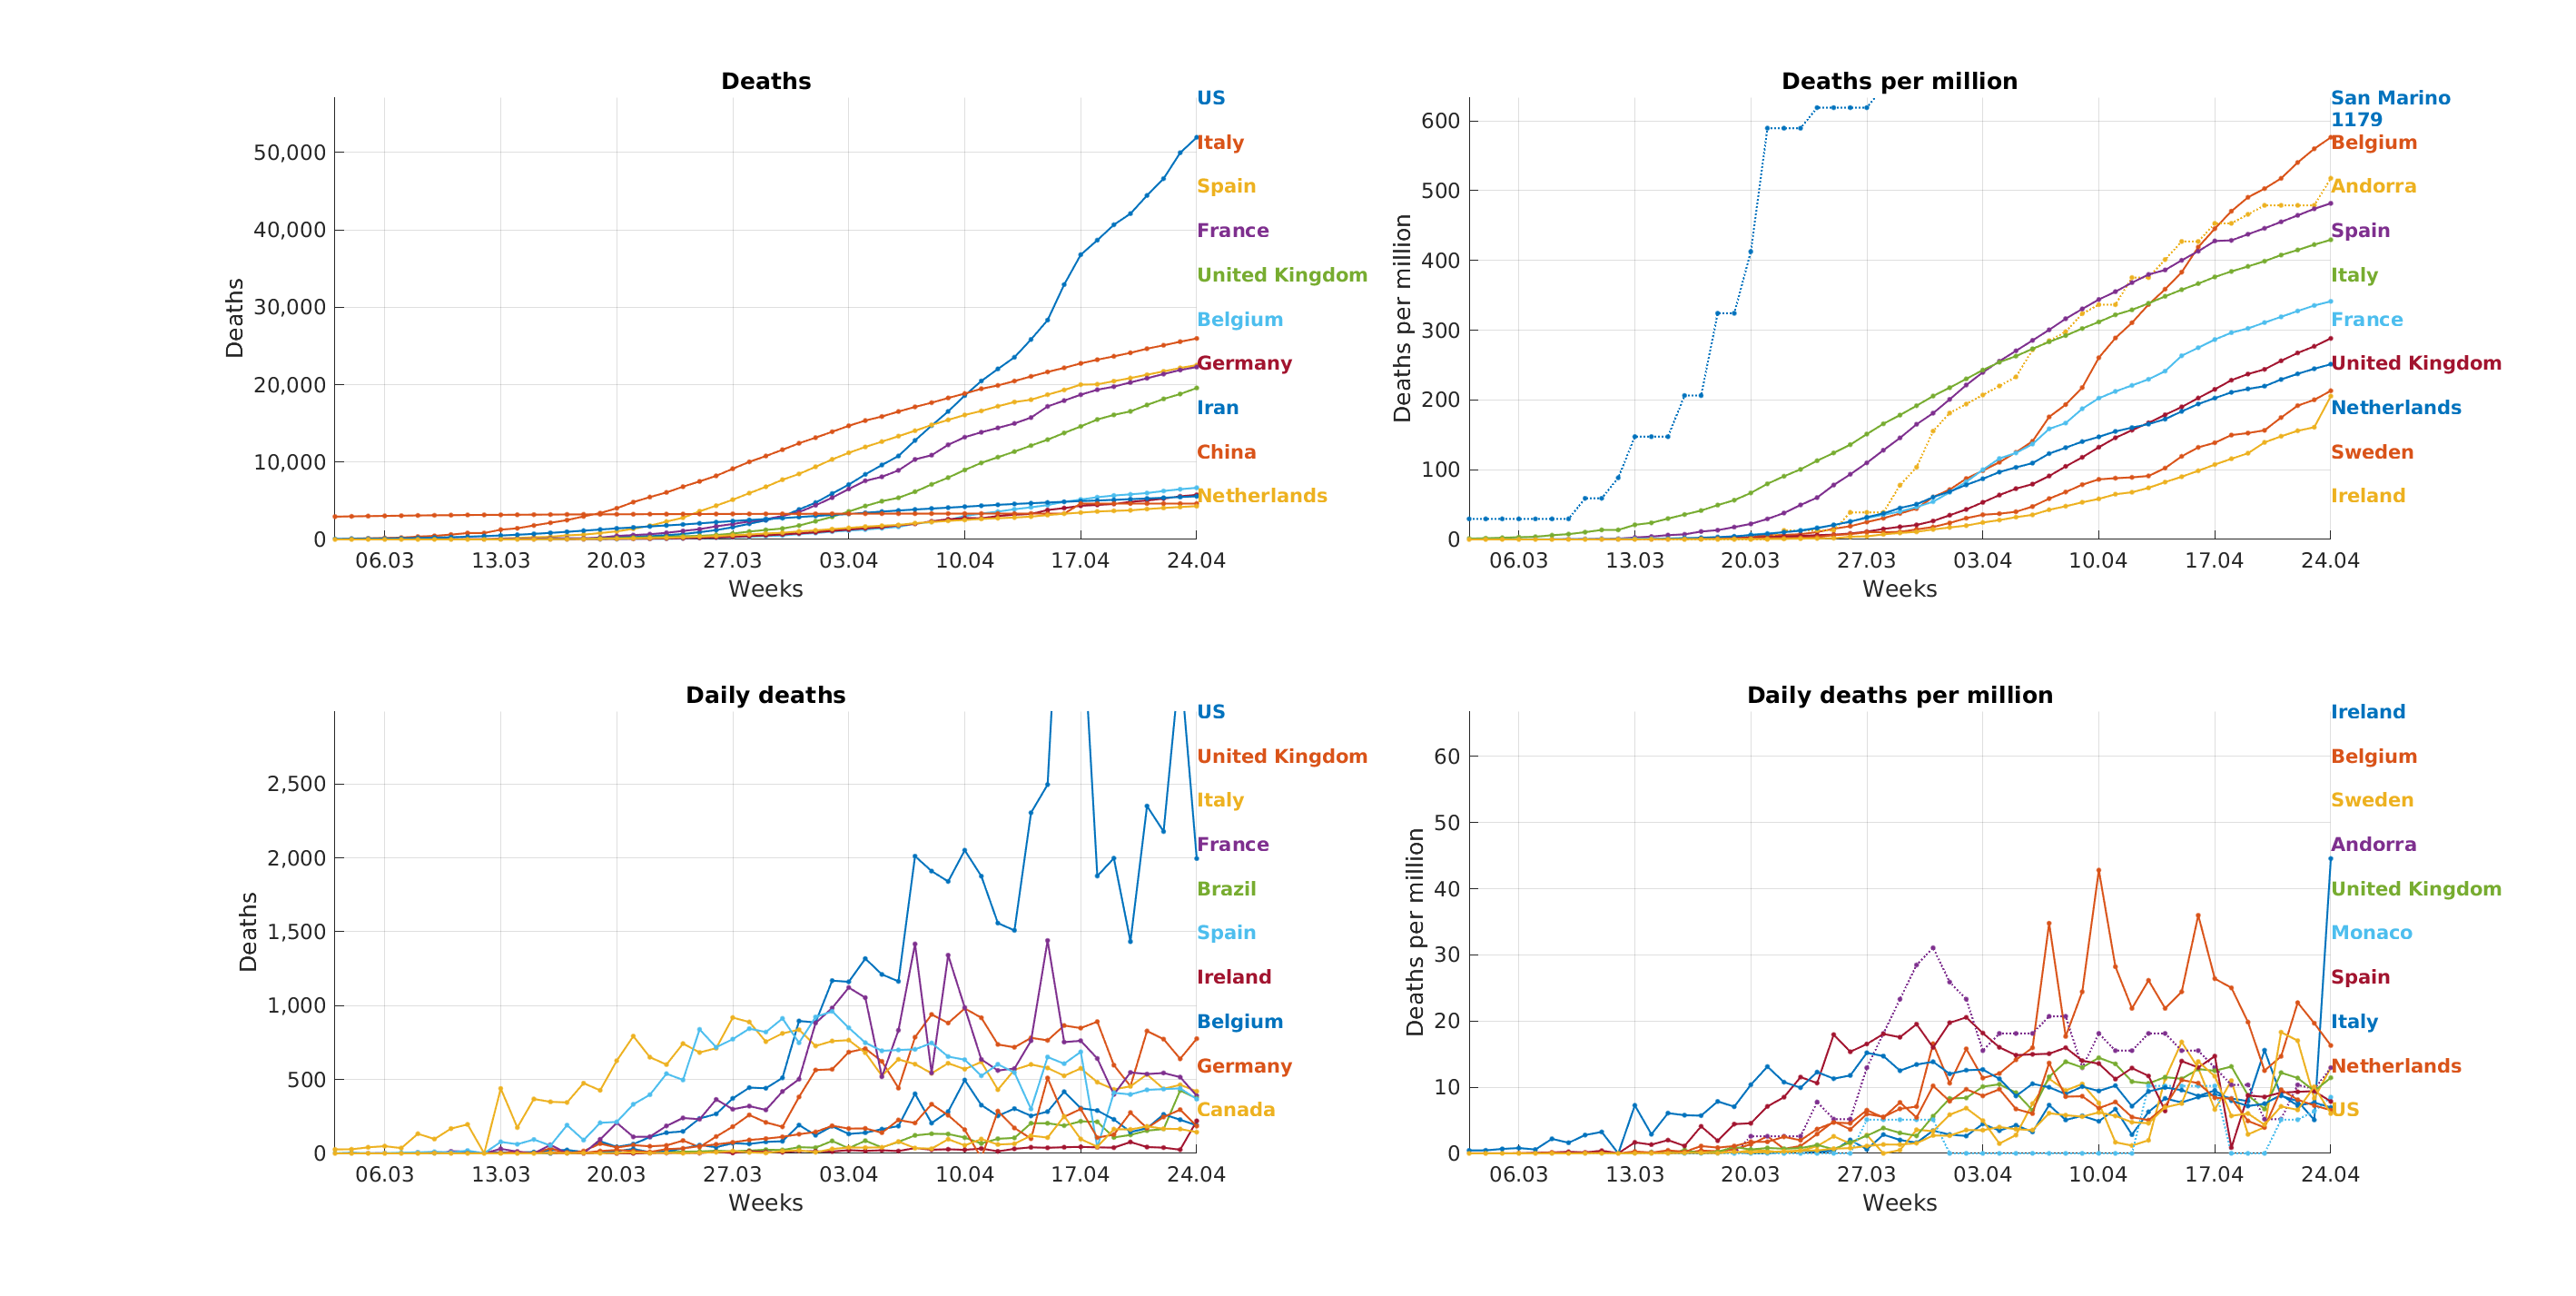 Deaths
50,000
40,000
30,000
20,000
10,000
0
Deaths
06.03 13.03 20.03 27.03 03.04 10.04 17.04 24.04
Weeks
US
Italy
Spain
France
United Kingdom
Belgium
Germany
Iran
China
Netherlands
Deaths per million
600
500
400
300
200
100
0
Deaths per million
06.03 13.03 20.03 27.03 03.04 10.04 17.04 24.04
Weeks
San Marino
1179
Belgium
Andorra
Spain
Italy
France
United Kingdom
Netherlands
Sweden
Ireland
Daily deaths
2,500
2,000
1,500
1,000
500
0
Deaths
06.03 13.03 20.03 27.03 03.04 10.04 17.04 24.04
Weeks
US
United Kingdom
Italy
France
Brazil
Spain
Ireland
Belgium
Germany
Canada
Daily deaths per million
60
50
40
30
20
10
0
Deaths per million
06.03 13.03 20.03 27.03 03.04 10.04 17.04 24.04
Weeks
Ireland
Belgium
Sweden
Andorra
United Kingdom
Monaco
Spain
Italy
Netherlands
US